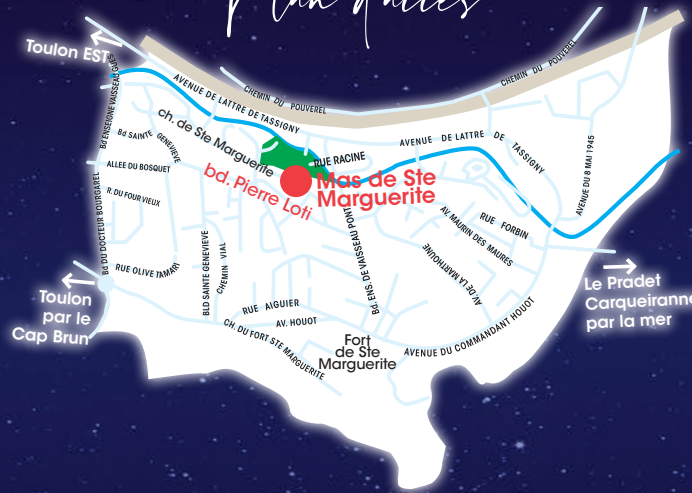 Plan d'accès
Toulon EST
CHEMIN DU POUVEREL
CHEMIN DU POUVEREL
AVENUE DE LATTRE DE TASSIGNY
AVENUE DE LATTRE DE TASSIGNY
Bd ENSEIGNE VAISSEAU GUES
Bd SAINTE GENEVIEVE
ch. de Ste Marguerite
RUE RACINE
ALLEE DU BOSQUET
bd. Pierre Loti
Mas de Ste
Marguerite
AVENUE DU 8 MAI 1945
R. DU FOUR VIEUX
Bd DU DOCTEUR BOURGAREL
RUE FORBIN
AV. MAURIN DES MAURES
Bd. ENS. DE VAISSEAU PONT
BLD SAINTE GENEVIEVE
CHEMIN VIAL
AV. DE LA MARTHOUNE
RUE OLIVE TAMARI
Toulon
par le
Cap Brun
Le Pradet
Carqueiranne
par la mer
RUE AIGUIER
AV. HOUOT
CH. DU FORT STE MARGUERITE
Fort
de Ste
Marguerite
AVENUE DU COMMANDANT HOUOT